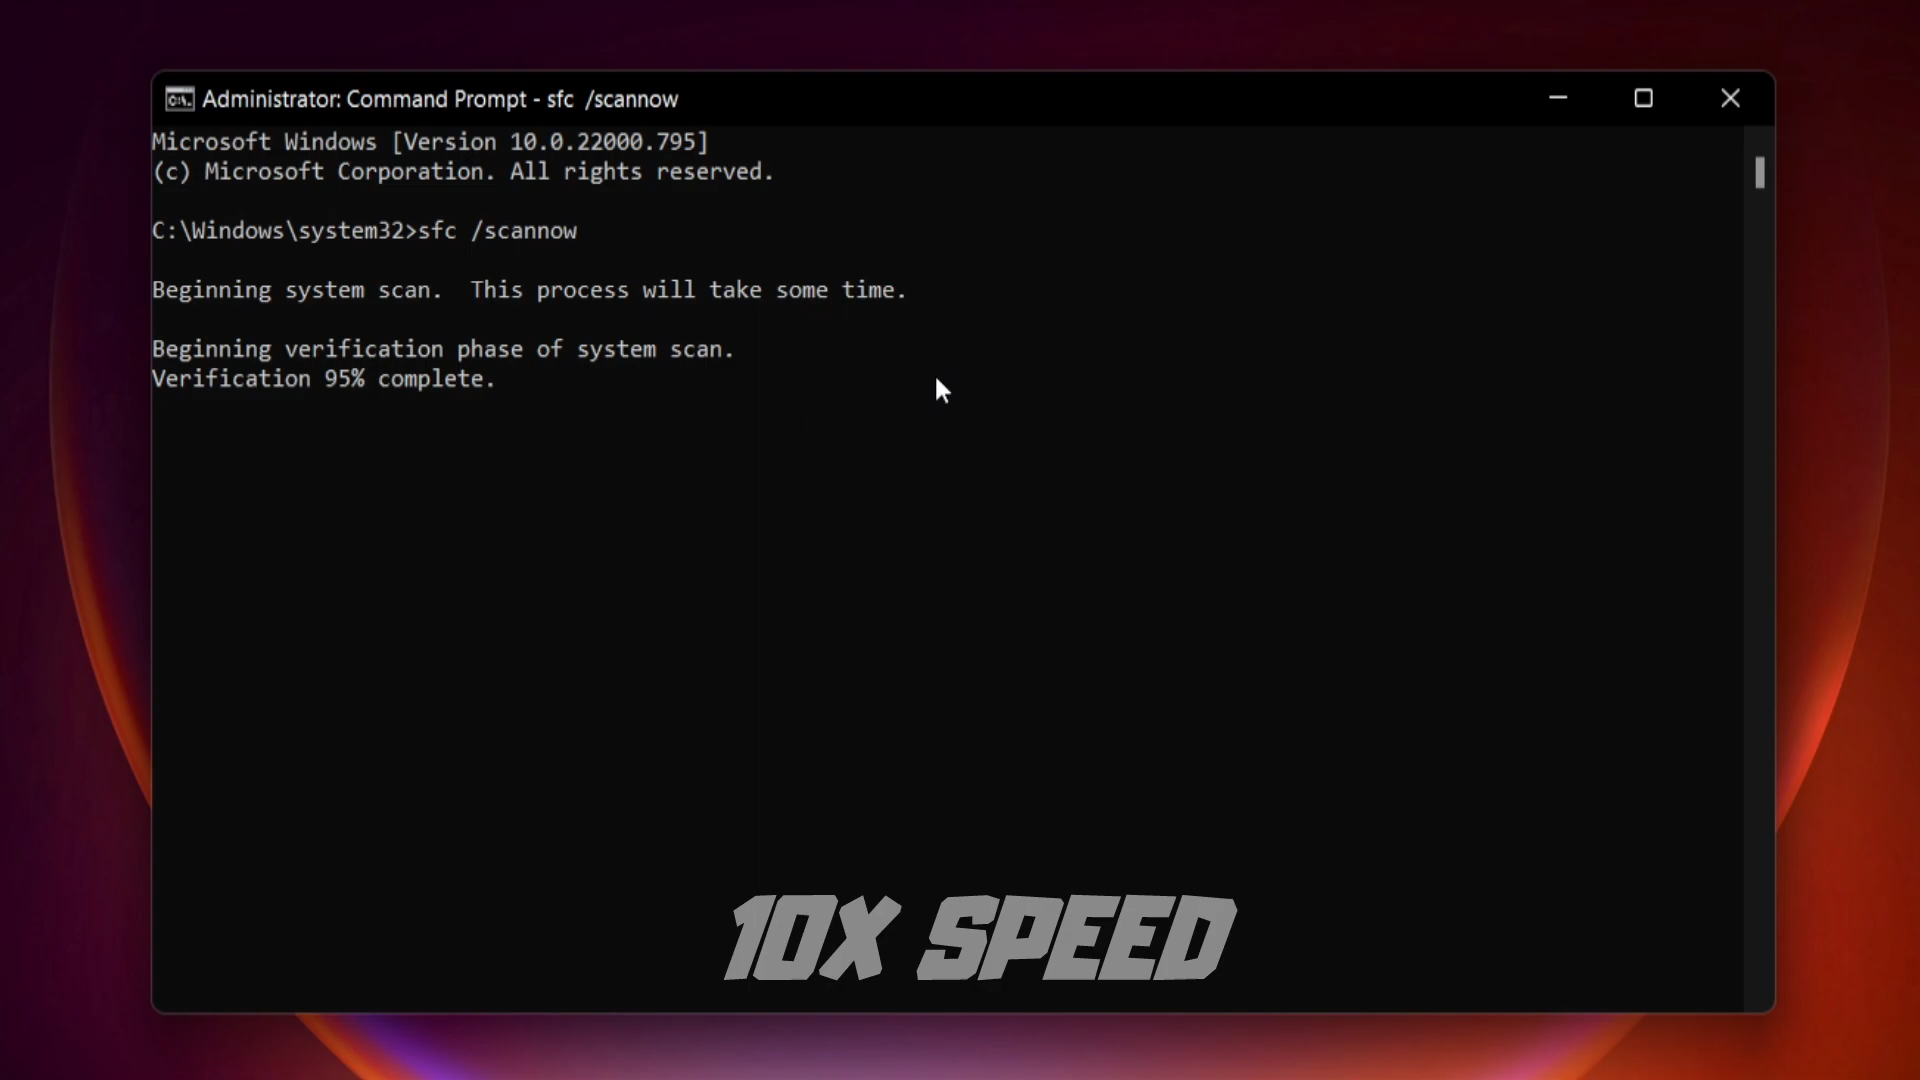 Administrator: Command Prompt - sfc  /scannow
Microsoft Windows [Version 10.0.22000.795]
(c) Microsoft Corporation. All rights reserved.
C:\Windows\system32>sfc /scannow
Beginning system scan.  This process will take some time.
Beginning verification phase of system scan.
Verification 95% complete.
10X SPEED